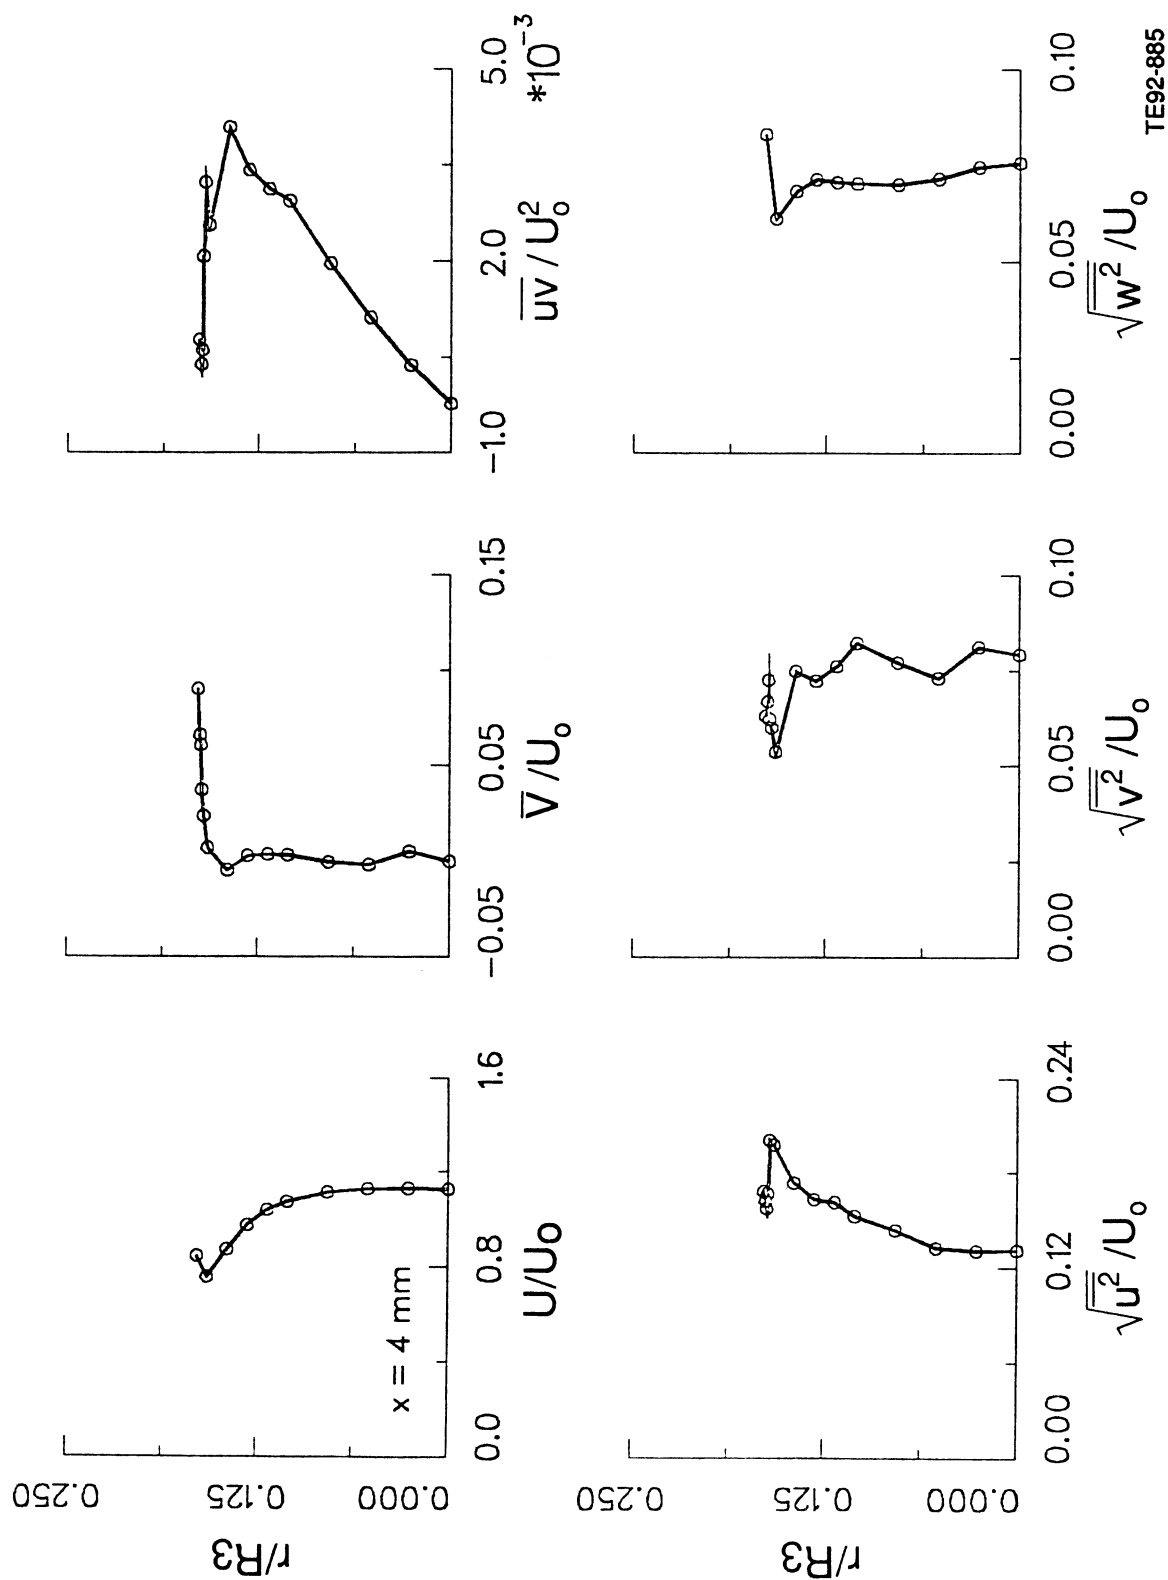 r/R3
0.250
0.125
0.000
x = 4 mm
0.0 0.8 1.6
U/Uo
−0.05 0.05 0.15
V̅ /Uₒ
−1.0 2.0 5.0
u̅v̅ / Uₒ² *10⁻³
r/R3
0.250
0.125
0.000
0.00 0.12 0.24
√u̅² /Uₒ
0.00 0.05 0.10
√v̅² /Uₒ
0.00 0.05 0.10
√w̅² /Uₒ
TE92-885